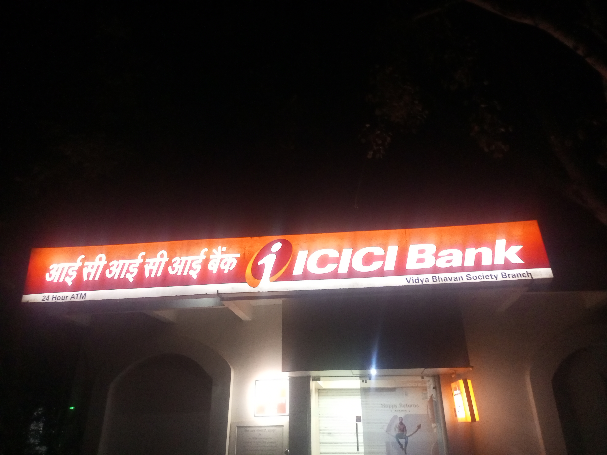 आई सी आई सी आई बैंक ICICI Bank
24 Hour ATM
Vidya Bhavan Society Branch